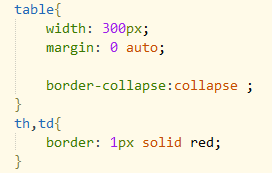 table{
    width: 300px;
    margin: 0 auto;

    border-collapse:collapse ;
}
th,td{
    border: 1px solid red;
}